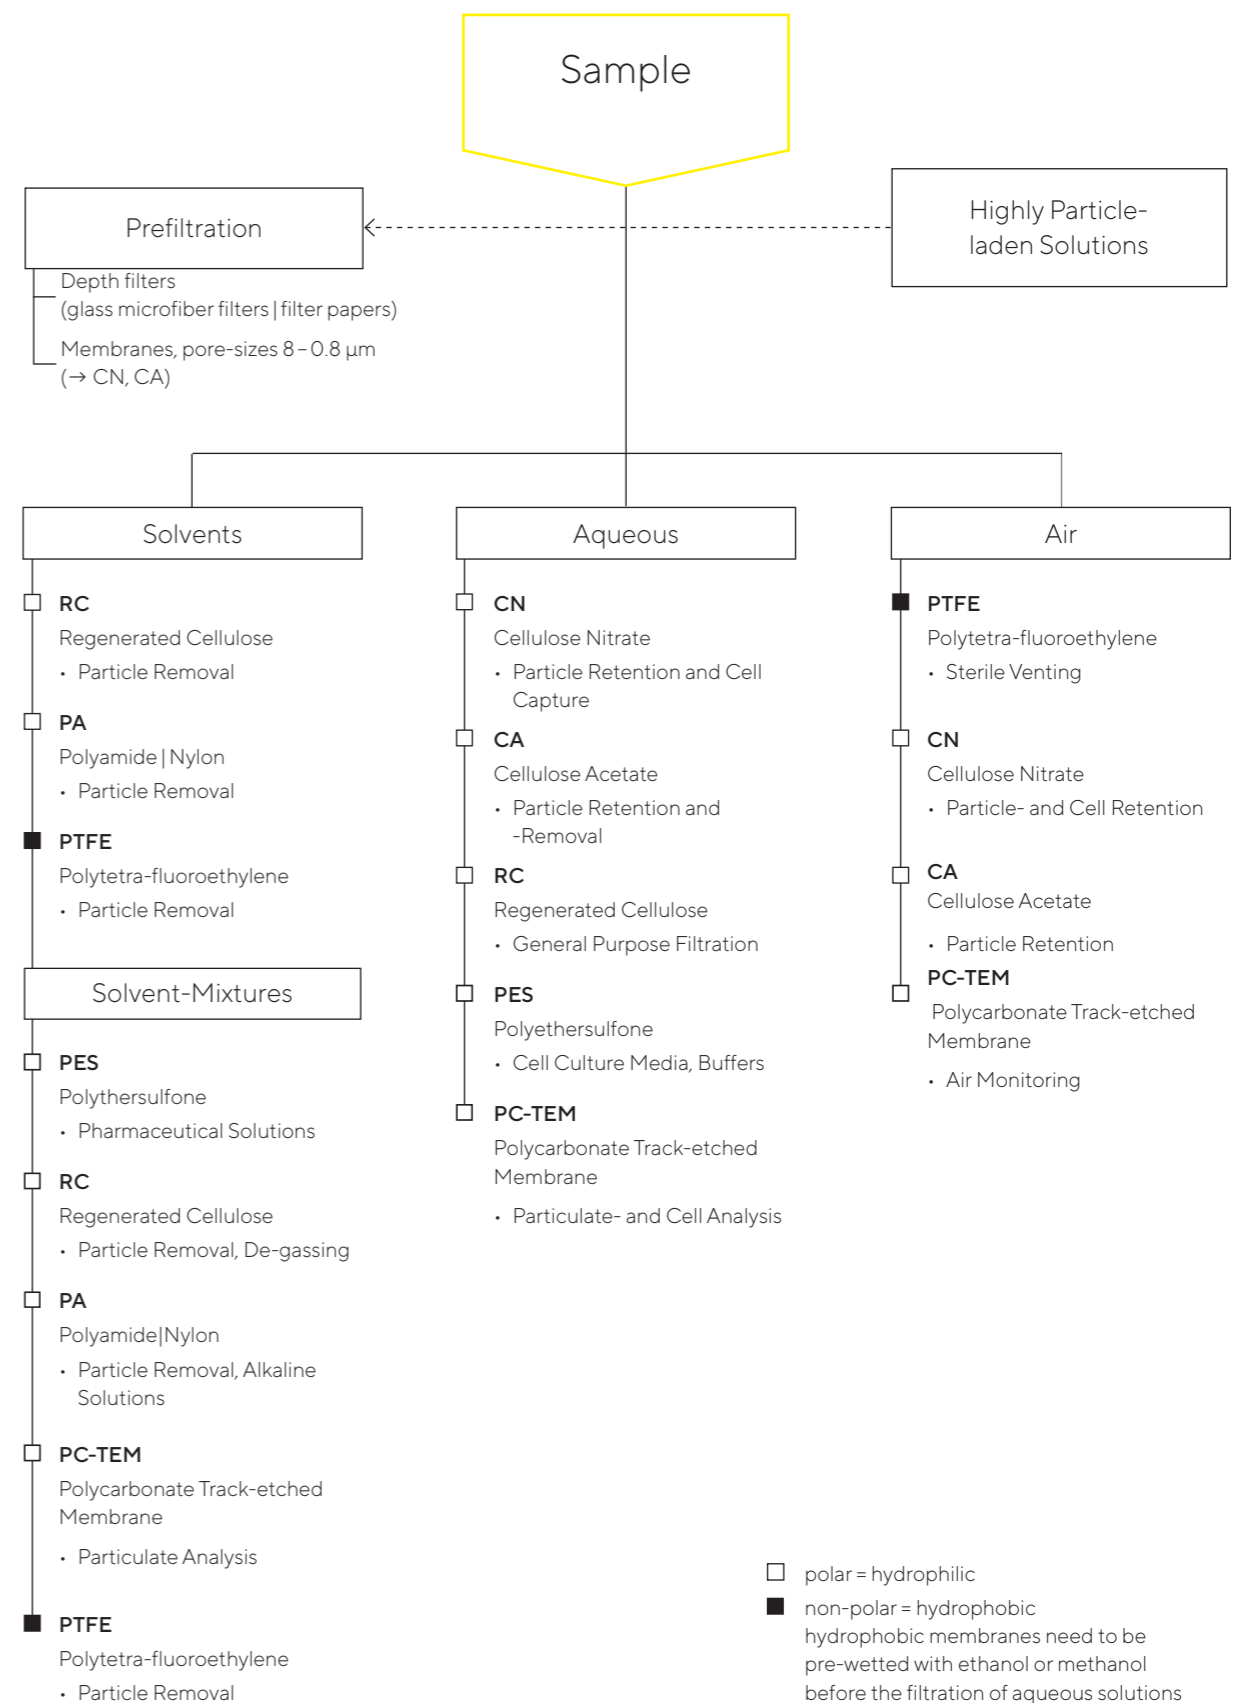 Sample
Prefiltration
Depth filters
(glass microfiber filters | filter papers)
Membranes, pore-sizes 8 – 0.8 µm
(→ CN, CA)
Highly Particle-
laden Solutions
Solvents
RC
Regenerated Cellulose
• Particle Removal
PA
Polyamide | Nylon
• Particle Removal
PTFE
Polytetra-fluoroethylene
• Particle Removal
Solvent-Mixtures
PES
Polythersulfone
• Pharmaceutical Solutions
RC
Regenerated Cellulose
• Particle Removal, De-gassing
PA
Polyamide|Nylon
• Particle Removal, Alkaline
Solutions
PC-TEM
Polycarbonate Track-etched
Membrane
• Particulate Analysis
PTFE
Polytetra-fluoroethylene
• Particle Removal
Aqueous
CN
Cellulose Nitrate
• Particle Retention and Cell
Capture
CA
Cellulose Acetate
• Particle Retention and
-Removal
RC
Regenerated Cellulose
• General Purpose Filtration
PES
Polyethersulfone
• Cell Culture Media, Buffers
PC-TEM
Polycarbonate Track-etched
Membrane
• Particulate- and Cell Analysis
Air
PTFE
Polytetra-fluoroethylene
• Sterile Venting
CN
Cellulose Nitrate
• Particle- and Cell Retention
CA
Cellulose Acetate
• Particle Retention
PC-TEM
Polycarbonate Track-etched
Membrane
• Air Monitoring
polar = hydrophilic
non-polar = hydrophobic
hydrophobic membranes need to be
pre-wetted with ethanol or methanol
before the filtration of aqueous solutions